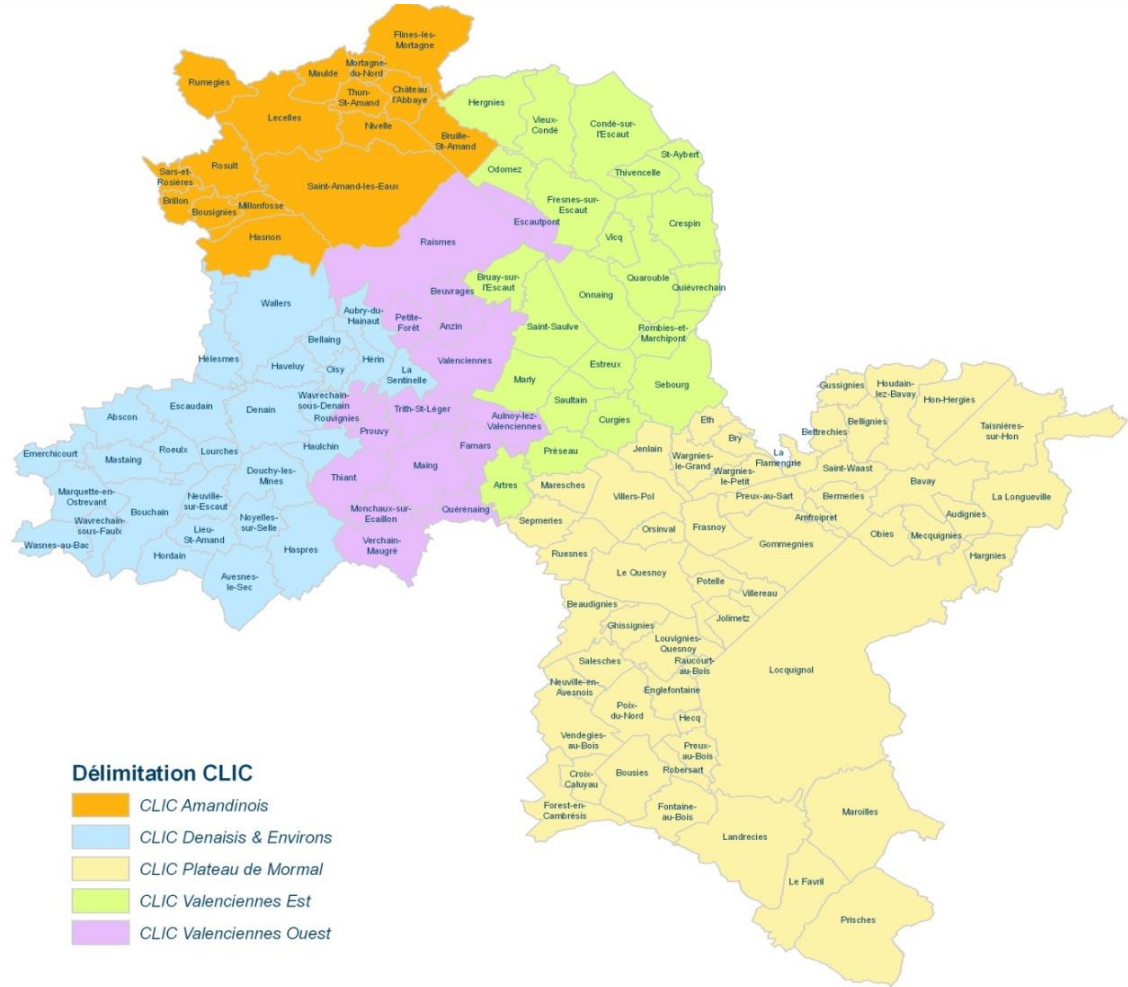 Flines-lès-
Mortagne
Mortagne-
du-Nord
Maulde
Rumegies
Thun-
St-Amand
Château
l'Abbaye
Lecelles
Nivelle
Bruille-
St-Amand
Rosult
Sars-et-
Rosières
Saint-Amand-les-Eaux
Brillon
Bousignies
Millonfosse
Hasnon
Hergnies
Vieux-
Condé
Condé-sur-
l'Escaut
St-Aybert
Thivencelle
Odomez
Fresnes-sur-
Escaut
Vicq
Crespin
Escautpont
Raismes
Bruay-sur-
l'Escaut
Quarouble
Quiévrechain
Onnaing
Beuvrages
Petite-
Forêt
Anzin
Saint-Saulve
Rombies-et-
Marchipont
Valenciennes
Estreux
Marly
Sebourg
Saultain
Curgies
Aulnoy-lez-
Valenciennes
Préseau
Artres
Wallers
Aubry-du-
Hainaut
Bellaing
Hélesmes
Haveluy
Oisy
Hérin
La
Sentinelle
Wavrechain-
sous-Denain
Rouvignies
Trith-St-Léger
Prouvy
Famars
Maing
Thiant
Monchaux-sur-
Ecaillon
Quérénaing
Verchain-
Maugré
Abscon
Escaudain
Denain
Emerchicourt
Mastaing
Roeulx
Lourches
Haulchin
Douchy-les-
Mines
Marquette-en-
Ostrevant
Bouchain
Neuville-
sur-Escaut
Wavrechain-
sous-Faulx
Lieu-
St-Amand
Noyelles-
sur-Selle
Wasnes-au-Bac
Hordain
Haspres
Avesnes-
le-Sec
Gussignies
Houdain-
lez-Bavay
Hon-Hergies
Bettrechies
Bellignies
Taisnières-
sur-Hon
Eth
Bry
La
Flamengrie
Jenlain
Wargnies-
le-Grand
Wargnies-
le-Petit
Saint-Waast
Bavay
Maresches
Villers-Pol
Preux-au-Sart
Bermeries
La Longueville
Sepmeries
Orsinval
Frasnoy
Amfroipret
Audignies
Obies
Mecquignies
Gommegnies
Hargnies
Ruesnes
Le Quesnoy
Potelle
Villereau
Beaudignies
Jolimetz
Ghissignies
Louvignies-
Quesnoy
Salesches
Raucourt-
au-Bois
Locquignol
Neuville-en-
Avesnois
Englefontaine
Poix-
du-Nord
Hecq
Vendegies-
au-Bois
Preux-
au-Bois
Robersart
Croix-
Caluyau
Bousies
Forest-en-
Cambrésis
Fontaine-
au-Bois
Landrecies
Maroilles
Le Favril
Prisches
Délimitation CLIC
CLIC Amandinois
CLIC Denaisis & Environs
CLIC Plateau de Mormal
CLIC Valenciennes Est
CLIC Valenciennes Ouest